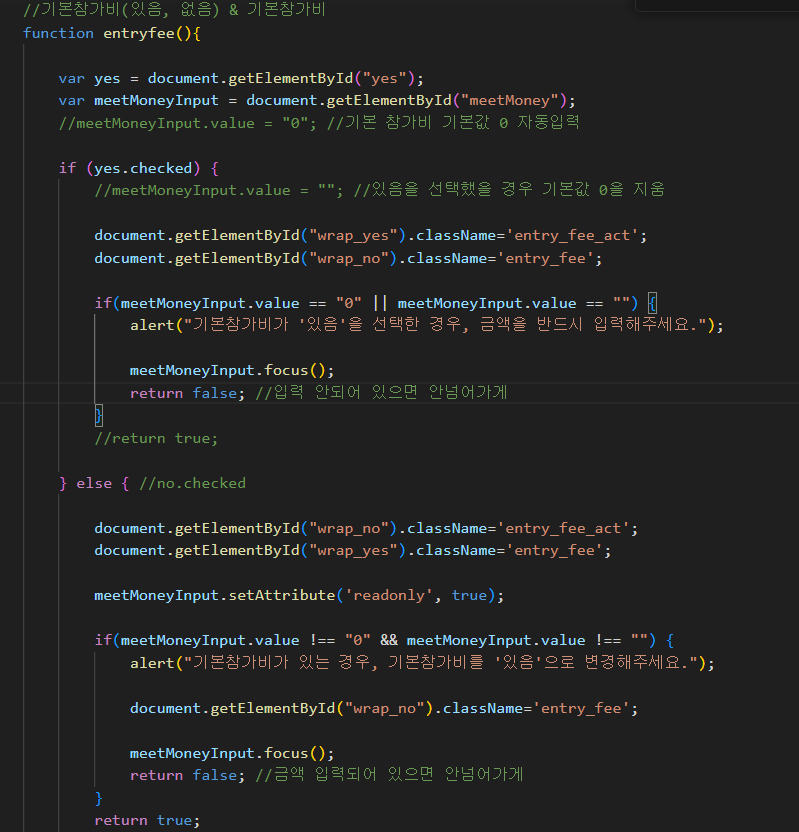 //기본참가비(있음, 없음) & 기본참가비
function entryfee(){
var yes = document.getElementById("yes");
var meetMoneyInput = document.getElementById("meetMoney");
//meetMoneyInput.value = "0"; //기본 참가비 기본값 0 자동입력
if (yes.checked) {
//meetMoneyInput.value = ""; //있음을 선택했을 경우 기본값 0을 지움
document.getElementById("wrap_yes").className='entry_fee_act';
document.getElementById("wrap_no").className='entry_fee';
if(meetMoneyInput.value == "0" || meetMoneyInput.value == "") {
alert("기본참가비가 '있음'을 선택한 경우, 금액을 반드시 입력해주세요.");
meetMoneyInput.focus();
return false; //입력 안되어 있으면 안넘어가게
}
//return true;
} else { //no.checked
document.getElementById("wrap_no").className='entry_fee_act';
document.getElementById("wrap_yes").className='entry_fee';
meetMoneyInput.setAttribute('readonly', true);
if(meetMoneyInput.value !== "0" && meetMoneyInput.value !== "") {
alert("기본참가비가 있는 경우, 기본참가비를 '있음'으로 변경해주세요.");
document.getElementById("wrap_no").className='entry_fee';
meetMoneyInput.focus();
return false; //금액 입력되어 있으면 안넘어가게
}
return true;